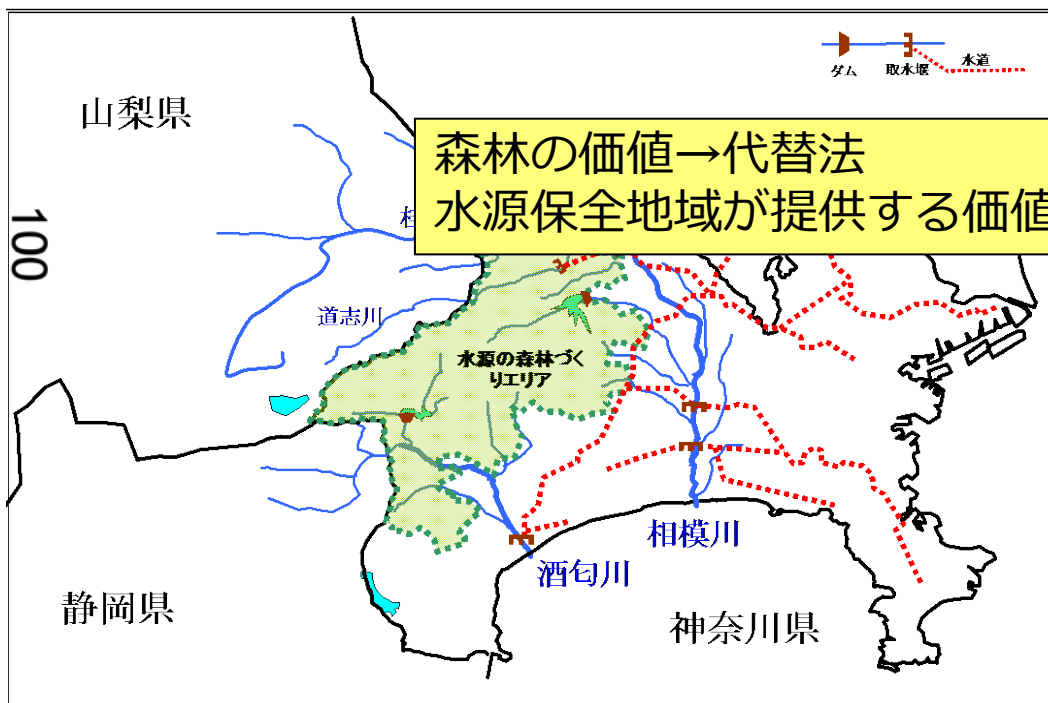 ダム
取水堰
水道
山梨県
森林の価値→代替法
水源保全地域が提供する価値
100
道志川
水源の森林づく
りエリア
相模川
酒匂川
静岡県
神奈川県